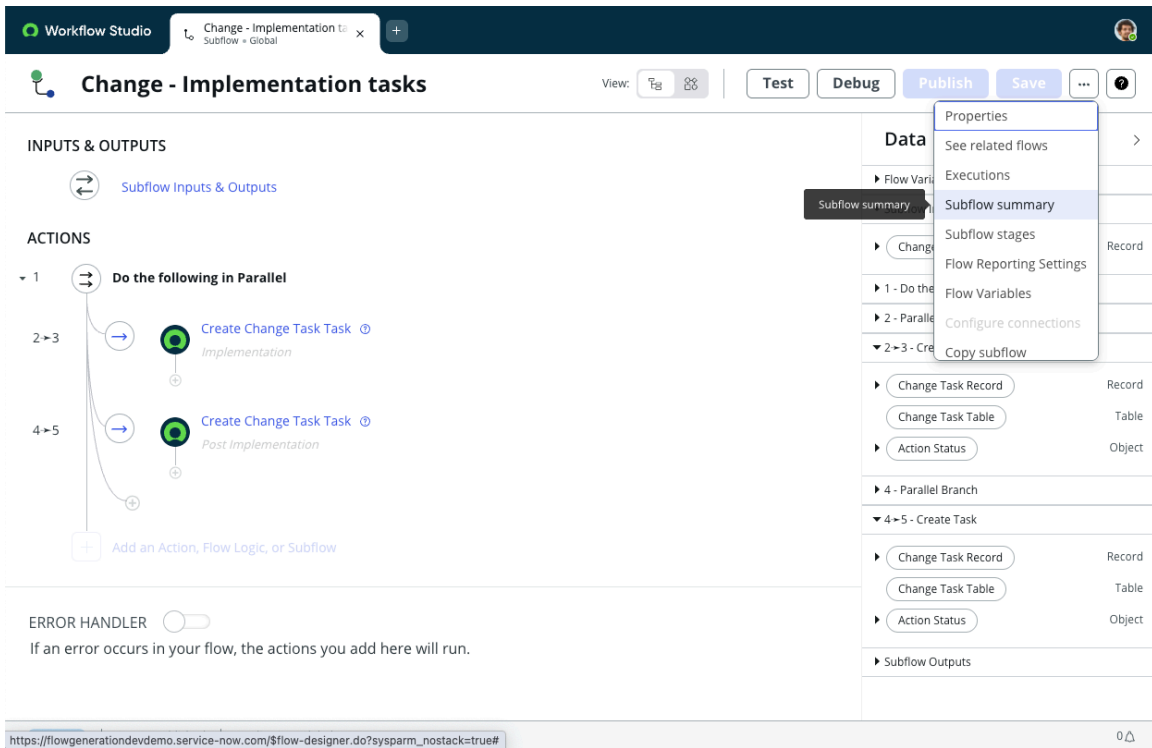 Workflow Studio
Change - Implementation ta
Subflow • Global
Change - Implementation tasks
View:
Test
Debug
Publish
Save
...
?
INPUTS & OUTPUTS
Subflow Inputs & Outputs
ACTIONS
1
Do the following in Parallel
2➛3
Create Change Task Task
Implementation
4➛5
Create Change Task Task
Post Implementation
Add an Action, Flow Logic, or Subflow
ERROR HANDLER
If an error occurs in your flow, the actions you add here will run.
Data
Flow Varia
Subflow summary
Change
Record
1 - Do the
2 - Paralle
2➛3 - Cre
Change Task Record
Record
Change Task Table
Table
Action Status
Object
4 - Parallel Branch
4➛5 - Create Task
Change Task Record
Record
Change Task Table
Table
Action Status
Object
Subflow Outputs
Properties
See related flows
Executions
Subflow summary
Subflow stages
Flow Reporting Settings
Flow Variables
Configure connections
Copy subflow
https://flowgenerationdevdemo.service-now.com/$flow-designer.do?sysparm_nostack=true#
0